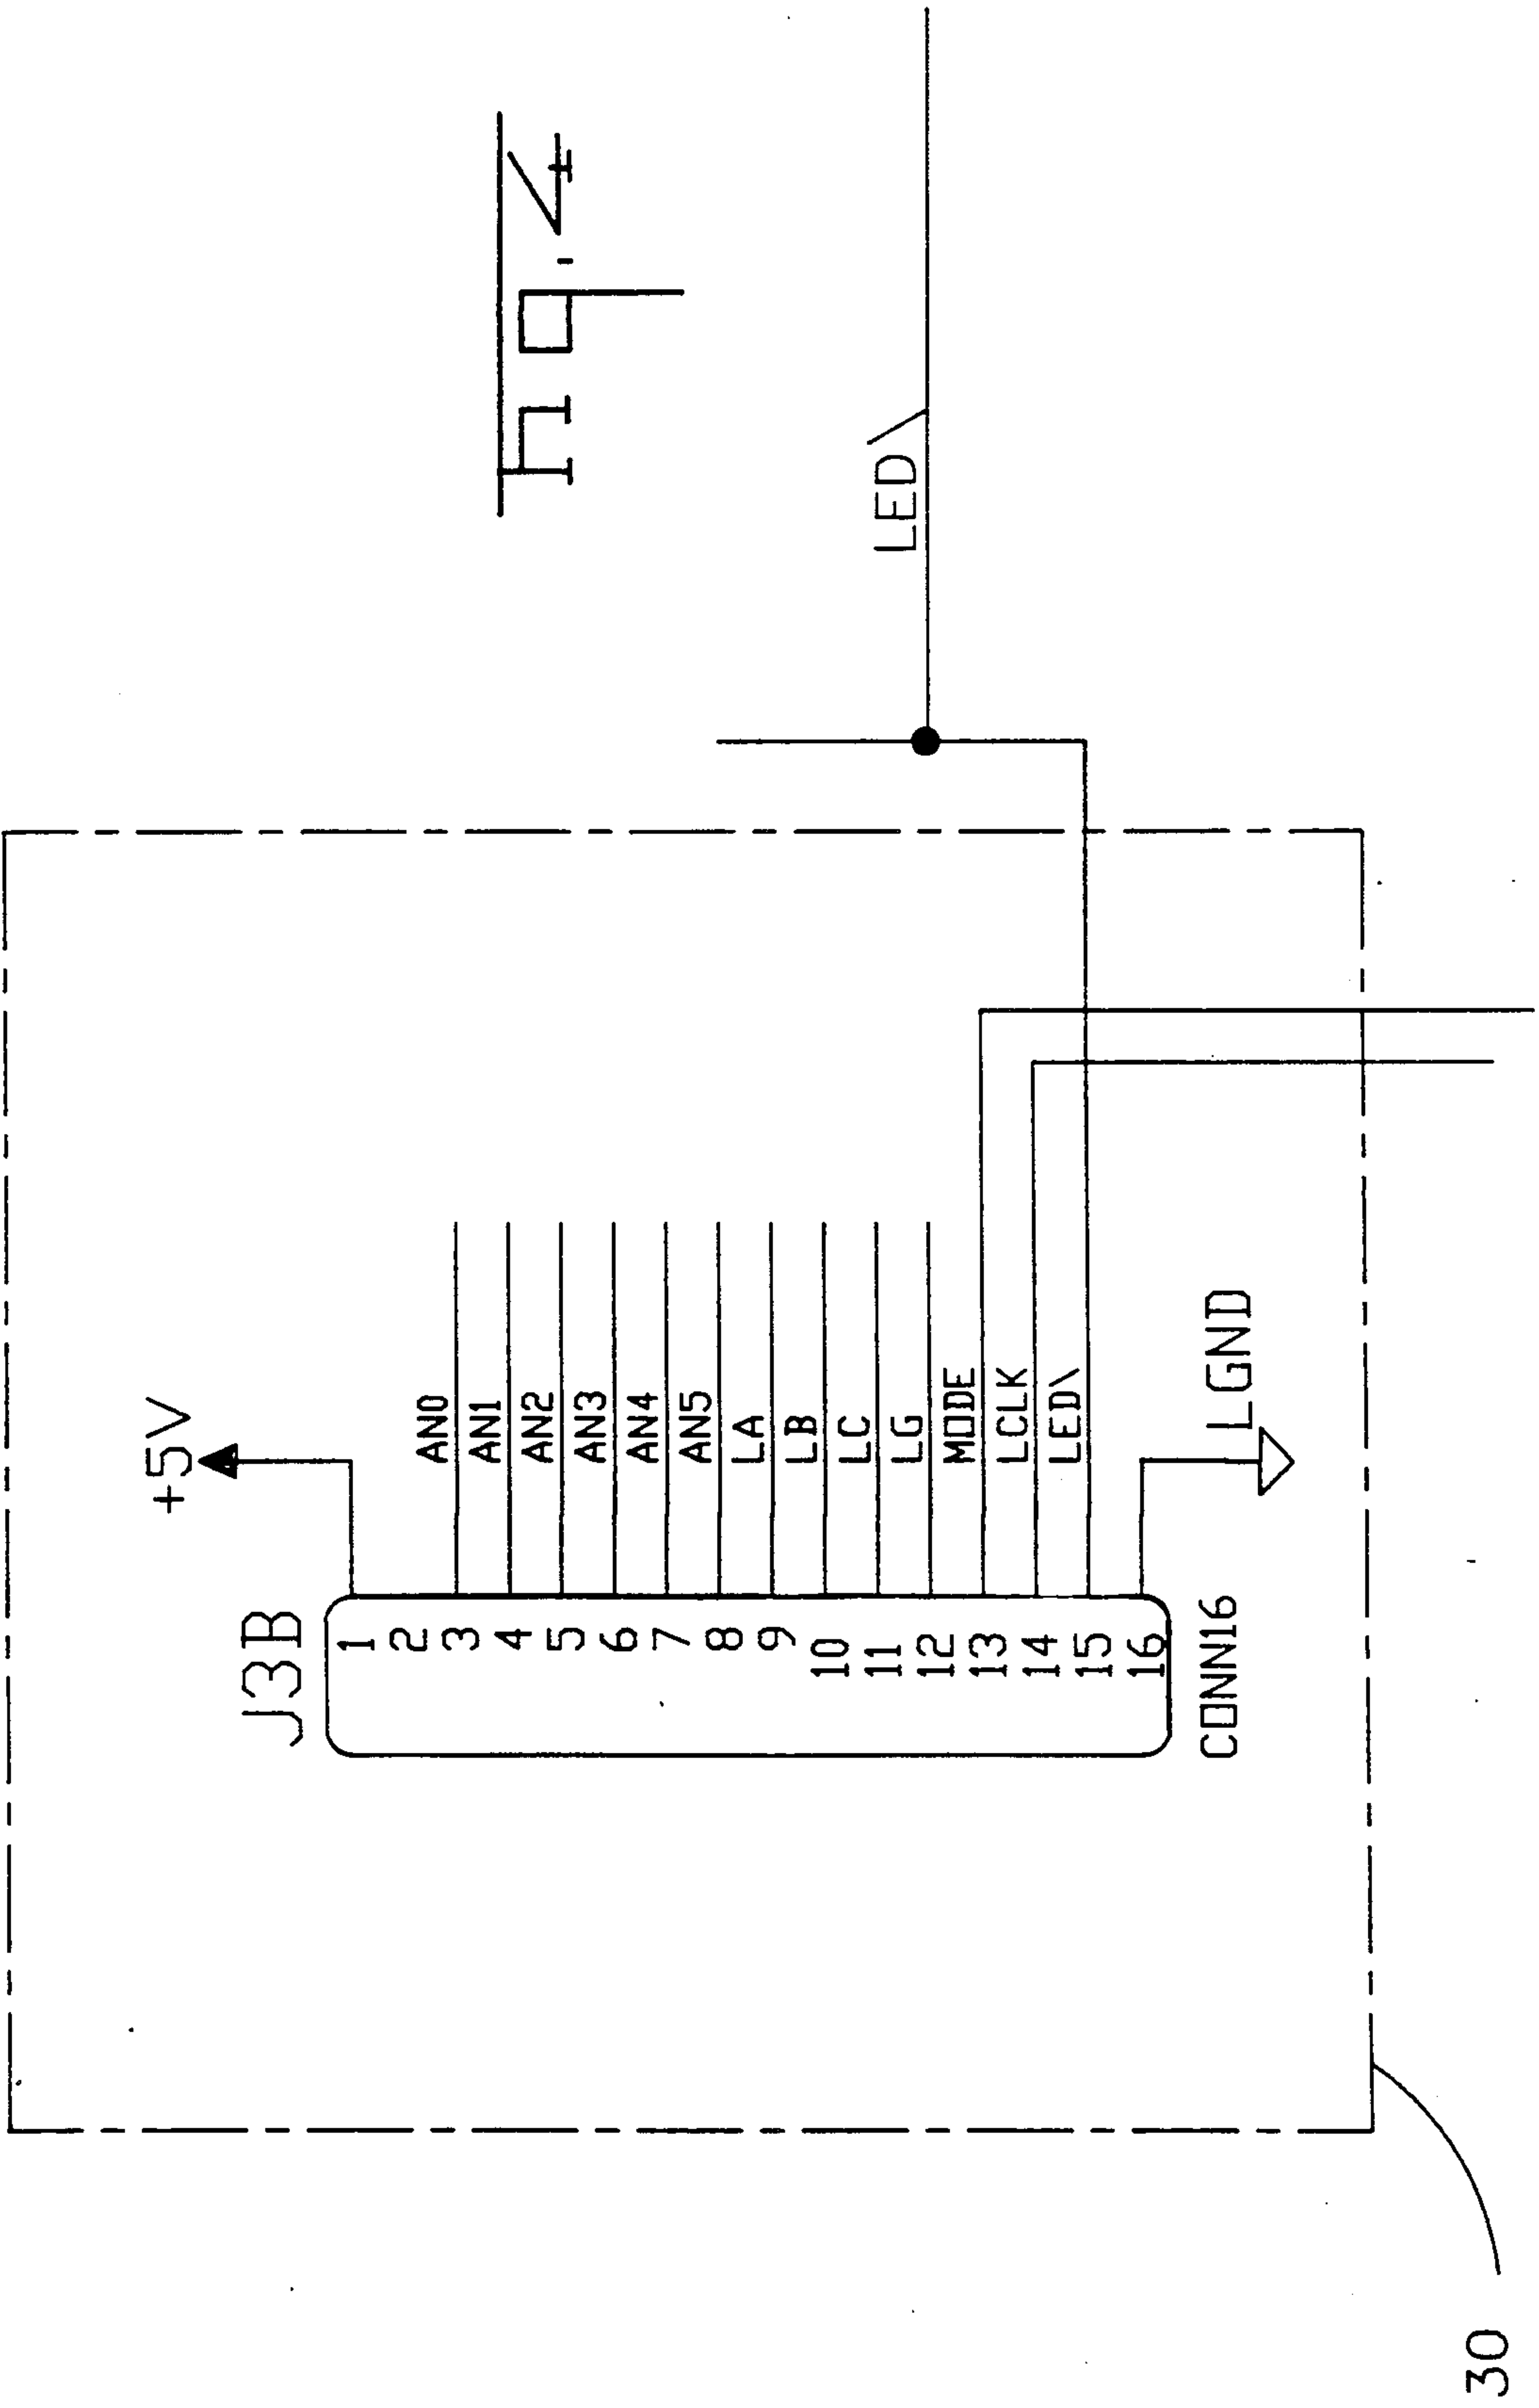 Fig. 4
+5V
J3B
1
2
3
4
5
6
7
8
9
10
11
12
13
14
15
16
AN0
AN1
AN2
AN3
AN4
AN5
LA
LB
LC
LG
MODE
LCLK
LED\
LED\
LGND
CONN16
30